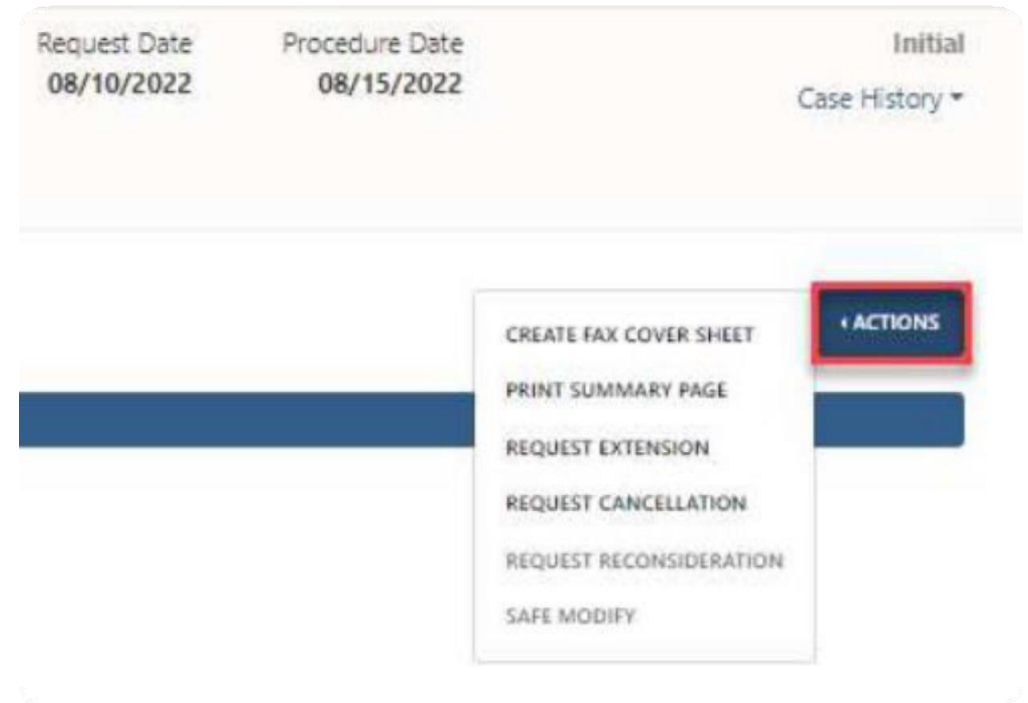 Request Date Procedure Date Initial
08/10/2022 08/15/2022 Case History
ACTIONS
CREATE FAX COVER SHEET
PRINT SUMMARY PAGE
REQUEST EXTENSION
REQUEST CANCELLATION
REQUEST RECONSIDERATION
SAFE MODIFY